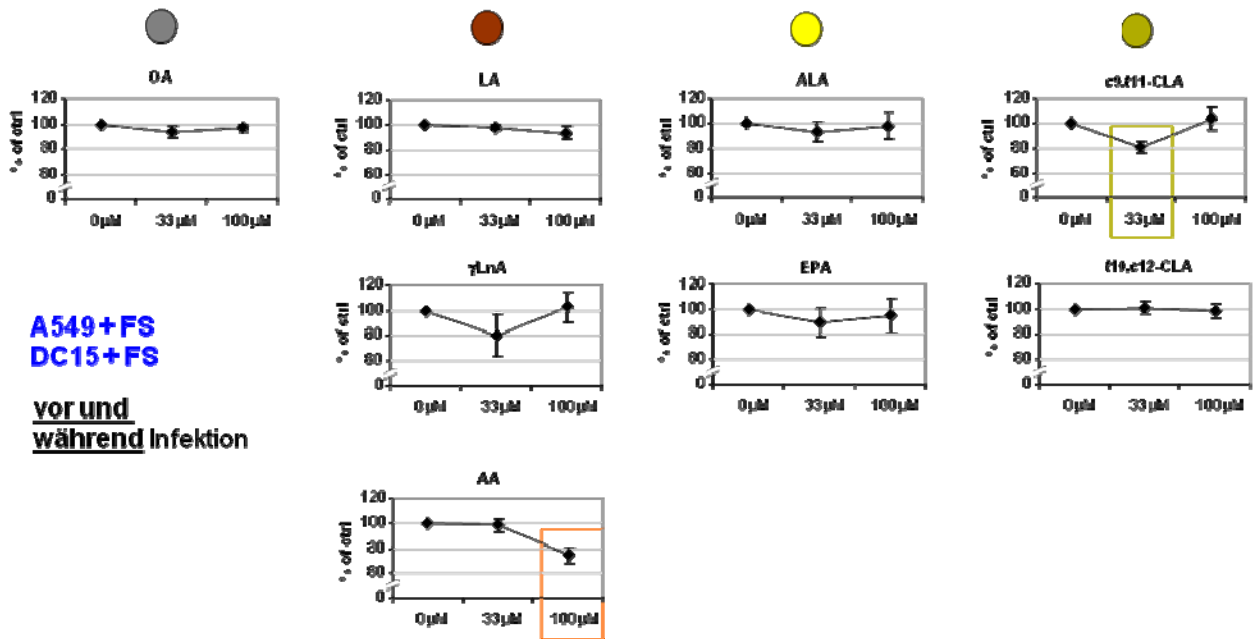 OA
% of ctrl
120
100
80
60
0
0µM 33µM 100µM
LA
% of ctrl
120
100
80
60
0
0µM 33µM 100µM
ALA
% of ctrl
120
100
80
60
0
0µM 33µM 100µM
c9,t11-CLA
% of ctrl
120
100
80
60
0
0µM 33µM 100µM
A549+FS
DC15+FS
vor und
während Infektion
γLnA
% of ctrl
120
100
80
60
0
0µM 33µM 100µM
EPA
% of ctrl
120
100
80
60
0
0µM 33µM 100µM
t10,c12-CLA
% of ctrl
120
100
80
60
0
0µM 33µM 100µM
AA
% of ctrl
120
100
80
60
0
0µM 33µM 100µM